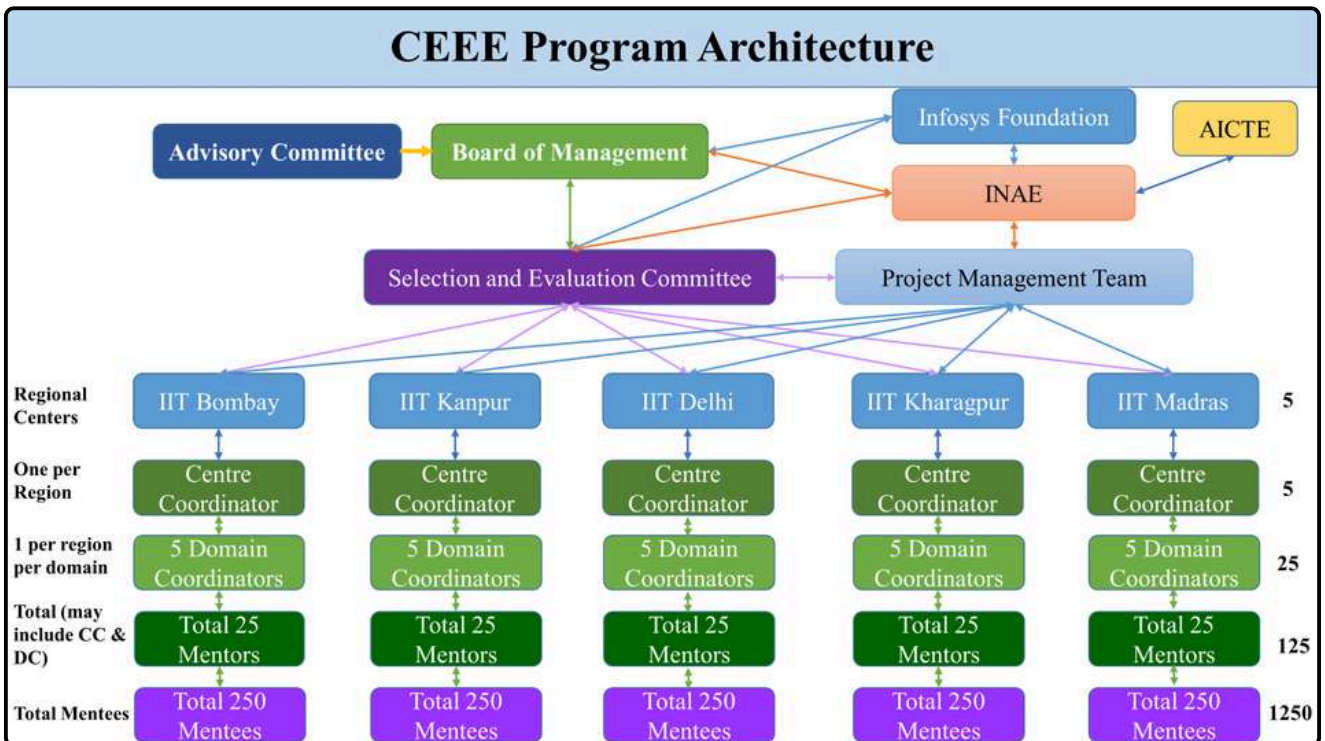 CEEE Program Architecture
Infosys Foundation
AICTE
Advisory Committee
Board of Management
INAE
Selection and Evaluation Committee
Project Management Team
Regional
Centers
IIT Bombay
IIT Kanpur
IIT Delhi
IIT Kharagpur
IIT Madras
5
One per
Region
Centre
Coordinator
Centre
Coordinator
Centre
Coordinator
Centre
Coordinator
Centre
Coordinator
5
1 per region
per domain
5 Domain
Coordinators
5 Domain
Coordinators
5 Domain
Coordinators
5 Domain
Coordinators
5 Domain
Coordinators
25
Total (may
include CC &
DC)
Total 25
Mentors
Total 25
Mentors
Total 25
Mentors
Total 25
Mentors
Total 25
Mentors
125
Total Mentees
Total 250
Mentees
Total 250
Mentees
Total 250
Mentees
Total 250
Mentees
Total 250
Mentees
1250